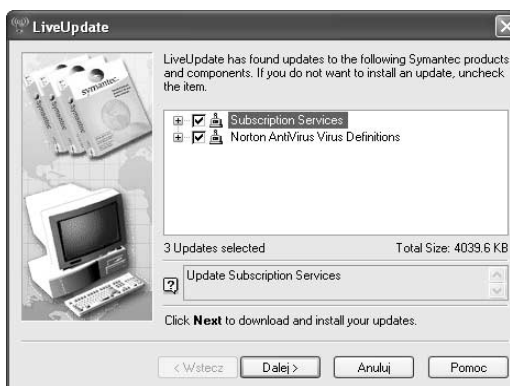 LiveUpdate
LiveUpdate has found updates to the following Symantec products
and components. If you do not want to install an update, uncheck
the item.
symantec.
Subscription Services
Norton AntiVirus Virus Definitions
3 Updates selected Total Size: 4039.6 KB
Update Subscription Services
Click Next to download and install your updates.
< Wstecz Dalej > Anuluj Pomoc